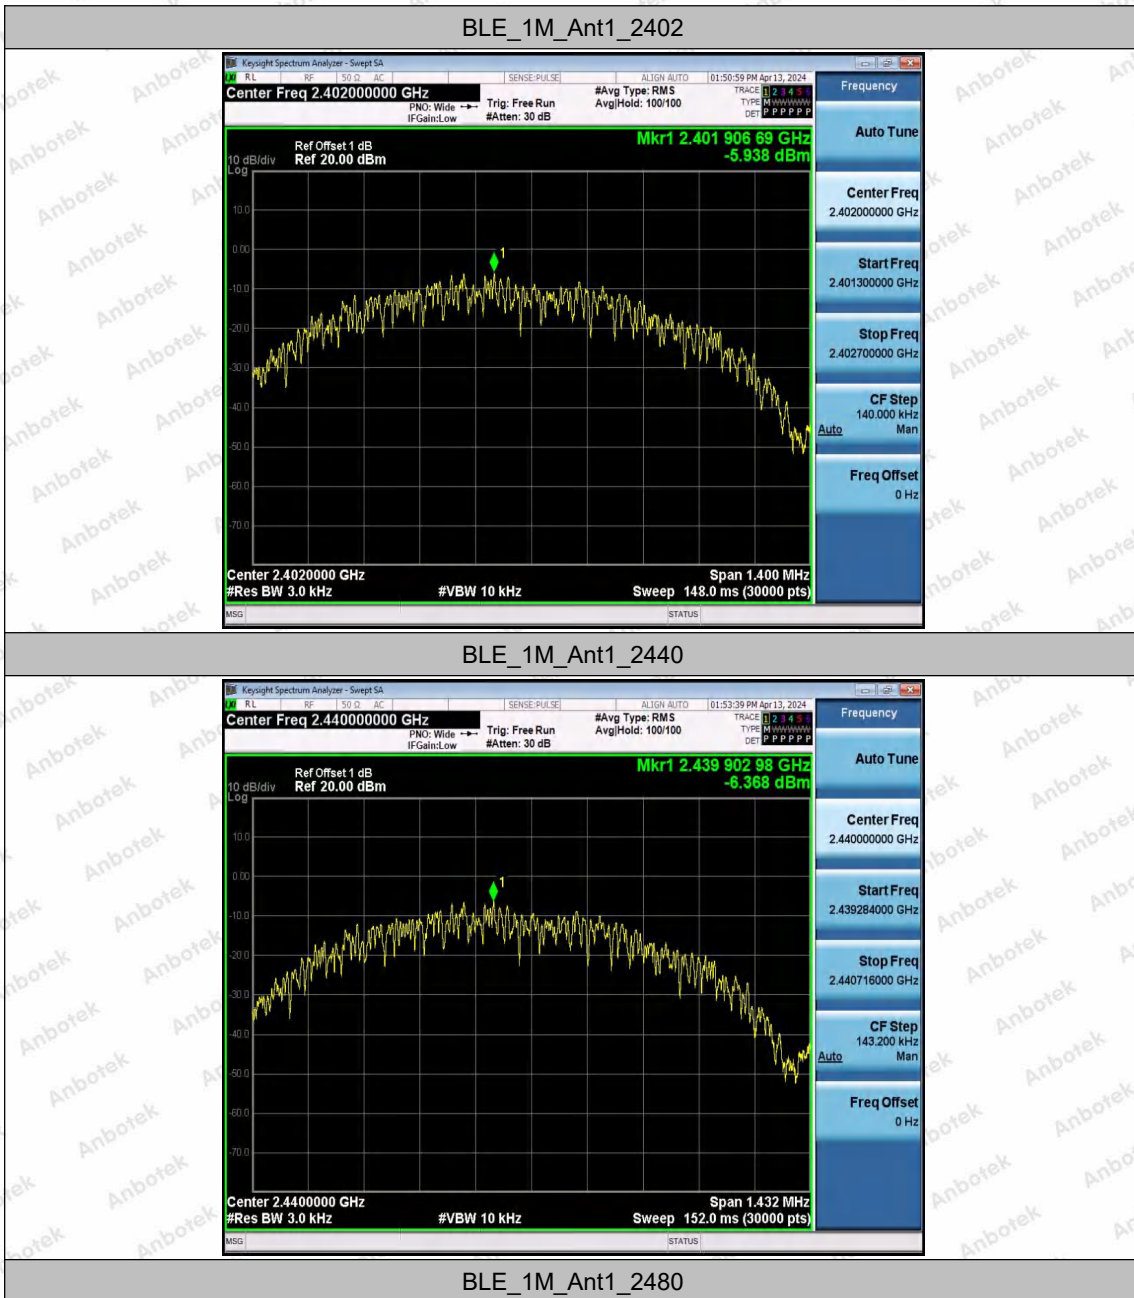 BLE_1M_Ant1_2402
Keysight Spectrum Analyzer - Swept SA
RL RF 50 Ω AC SENSE:PULSE ALIGN AUTO 01:50:59 PM Apr 13, 2024
Center Freq 2.402000000 GHz
PNO: Wide
IFGain:Low
Trig: Free Run
#Atten: 30 dB
#Avg Type: RMS
Avg|Hold: 100/100
TRACE 1 2 3 4 5 6
TYPE M W W W W W
DET P P P P P P
Mkr1 2.401 906 69 GHz
-5.938 dBm
Ref Offset 1 dB
10 dB/div Ref 20.00 dBm
Log
10.0
0.00
-10.0
-20.0
-30.0
-40.0
-50.0
-60.0
-70.0
1
Center 2.4020000 GHz Span 1.400 MHz
#Res BW 3.0 kHz #VBW 10 kHz Sweep 148.0 ms (30000 pts)
MSG STATUS
Frequency
Auto Tune
Center Freq
2.402000000 GHz
Start Freq
2.401300000 GHz
Stop Freq
2.402700000 GHz
CF Step
140.000 kHz
Auto Man
Freq Offset
0 Hz
BLE_1M_Ant1_2440
Keysight Spectrum Analyzer - Swept SA
RL RF 50 Ω AC SENSE:PULSE ALIGN AUTO 01:53:39 PM Apr 13, 2024
Center Freq 2.440000000 GHz
PNO: Wide
IFGain:Low
Trig: Free Run
#Atten: 30 dB
#Avg Type: RMS
Avg|Hold: 100/100
TRACE 1 2 3 4 5 6
TYPE M W W W W W
DET P P P P P P
Mkr1 2.439 902 98 GHz
-6.368 dBm
Ref Offset 1 dB
10 dB/div Ref 20.00 dBm
Log
10.0
0.00
-10.0
-20.0
-30.0
-40.0
-50.0
-60.0
-70.0
1
Center 2.4400000 GHz Span 1.432 MHz
#Res BW 3.0 kHz #VBW 10 kHz Sweep 152.0 ms (30000 pts)
MSG STATUS
Frequency
Auto Tune
Center Freq
2.440000000 GHz
Start Freq
2.439284000 GHz
Stop Freq
2.440716000 GHz
CF Step
143.200 kHz
Auto Man
Freq Offset
0 Hz
BLE_1M_Ant1_2480
Anbotek